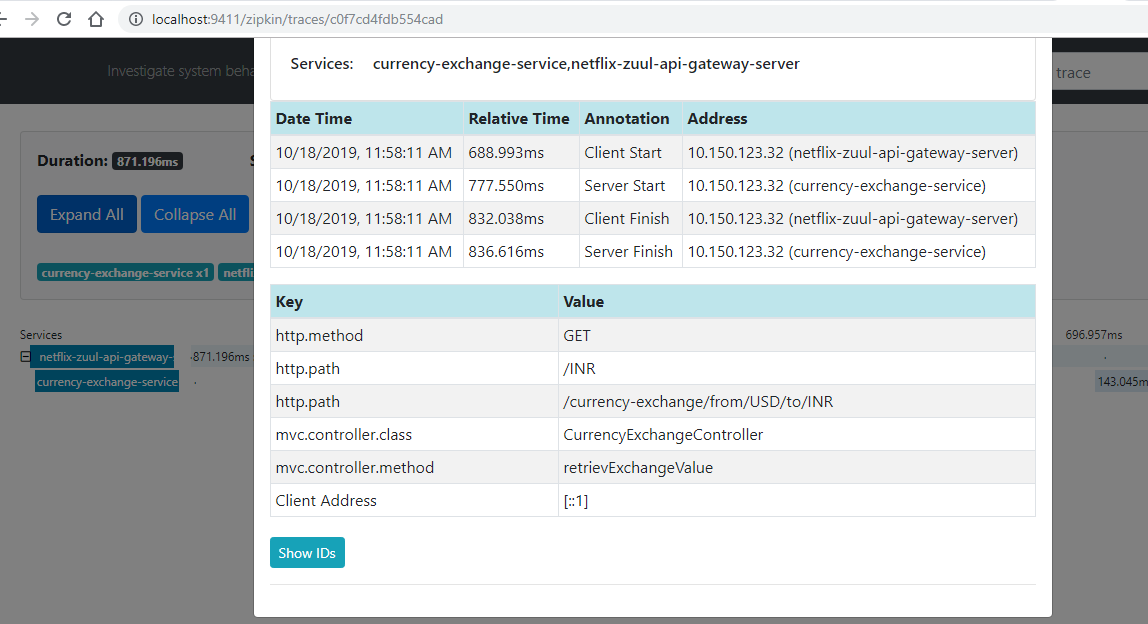 localhost:9411/zipkin/traces/c0f7cd4fdb554cad
Investigate system beha
trace
Services: currency-exchange-service,netflix-zuul-api-gateway-server
Date Time Relative Time Annotation Address
10/18/2019, 11:58:11 AM 688.993ms Client Start 10.150.123.32 (netflix-zuul-api-gateway-server)
10/18/2019, 11:58:11 AM 777.550ms Server Start 10.150.123.32 (currency-exchange-service)
10/18/2019, 11:58:11 AM 832.038ms Client Finish 10.150.123.32 (netflix-zuul-api-gateway-server)
10/18/2019, 11:58:11 AM 836.616ms Server Finish 10.150.123.32 (currency-exchange-service)
Key Value
http.method GET
http.path /INR
http.path /currency-exchange/from/USD/to/INR
mvc.controller.class CurrencyExchangeController
mvc.controller.method retrievExchangeValue
Client Address [::1]
Show IDs
Duration: 871.196ms S
Expand All Collapse All
currency-exchange-service x1 netfli
Services 696.957ms
netflix-zuul-api-gateway- 871.196ms
currency-exchange-service 143.045m